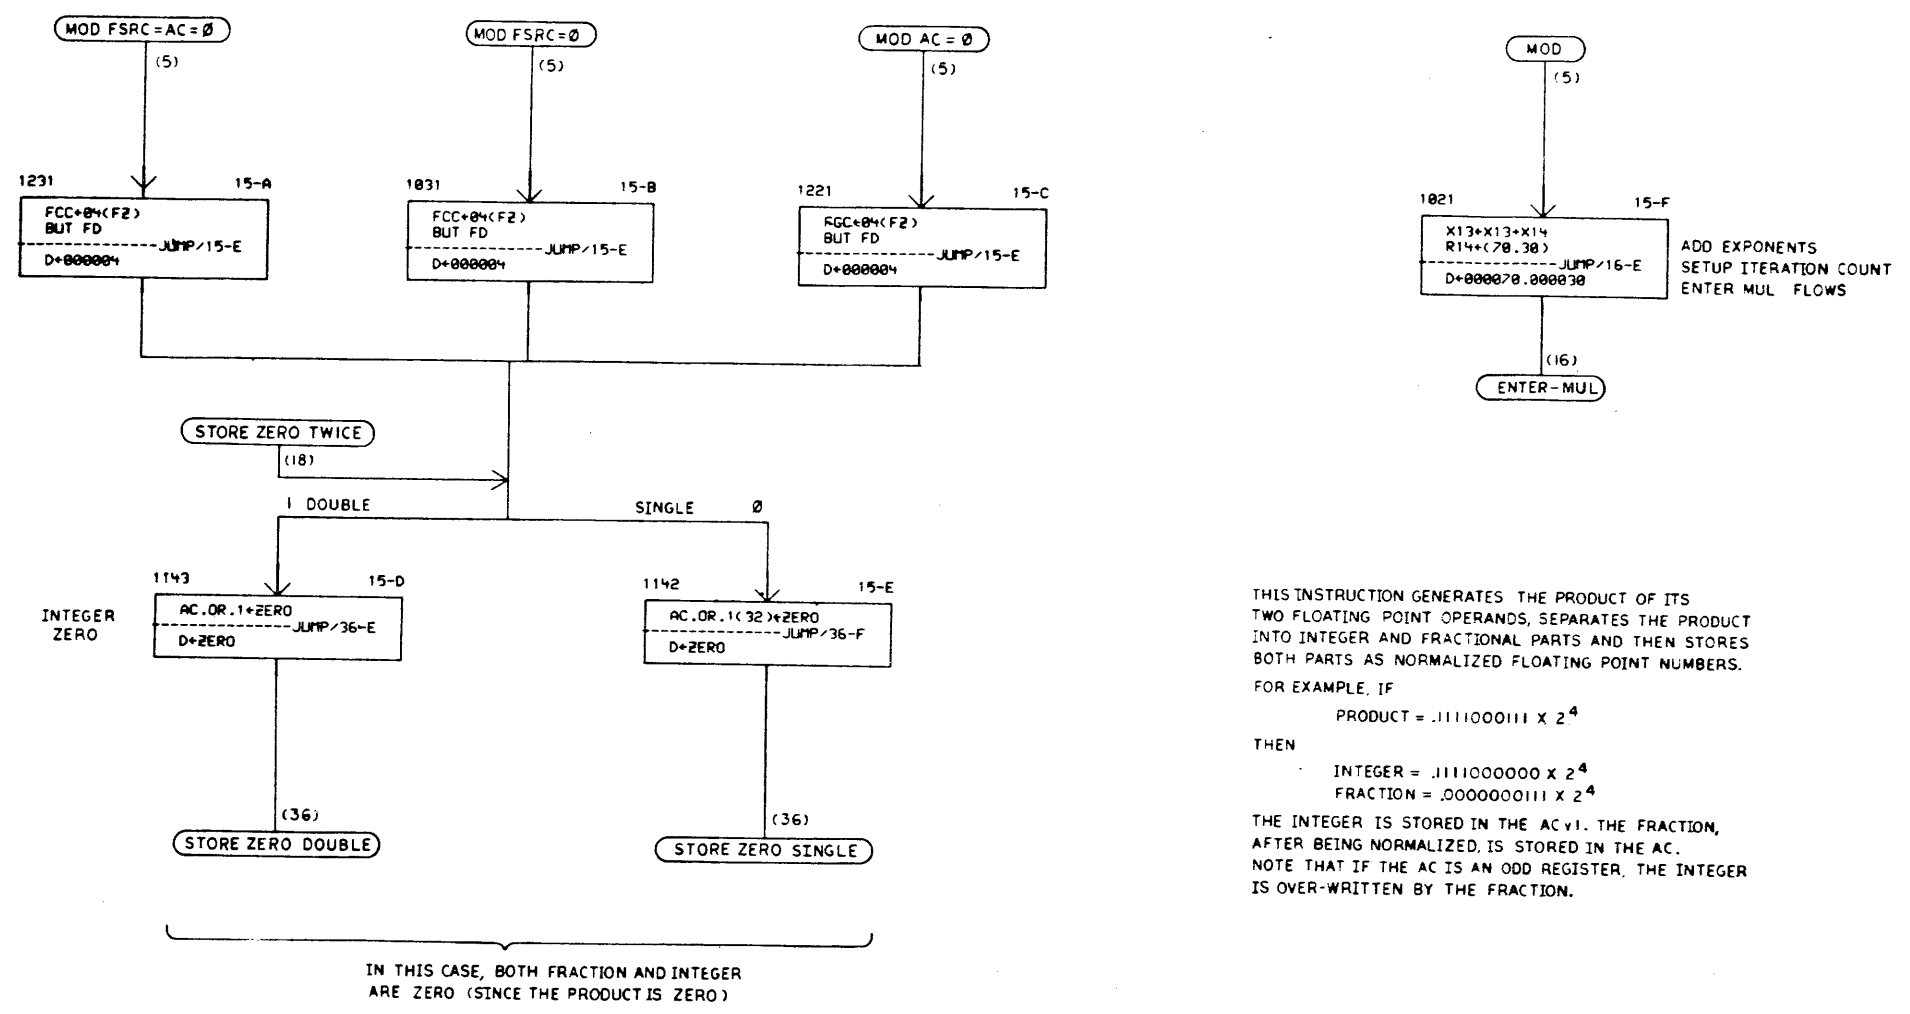 MOD FSRC=AC=Ø
(5)
MOD FSRC=Ø
(5)
MOD AC=Ø
(5)
MOD
(5)
1231 15-A
FCC←04(F2)
BUT FD
JUMP/15-E
D←000004
1031 15-B
FCC←04(F2)
BUT FD
JUMP/15-E
D←000004
1221 15-C
FCC←04(F2)
BUT FD
JUMP/15-E
D←000004
1021 15-F
X13←X13+X14
R14←(70.30)
JUMP/16-E
D←000070.000030
ADD EXPONENTS
SETUP ITERATION COUNT
ENTER MUL FLOWS
(16)
ENTER-MUL
STORE ZERO TWICE
(18)
1 DOUBLE
SINGLE Ø
INTEGER
ZERO
1143 15-D
AC.OR.1←ZERO
JUMP/36-E
D←ZERO
1142 15-E
AC.OR.1(32)←ZERO
JUMP/36-F
D←ZERO
(36)
STORE ZERO DOUBLE
(36)
STORE ZERO SINGLE
IN THIS CASE, BOTH FRACTION AND INTEGER
ARE ZERO (SINCE THE PRODUCT IS ZERO)
THIS INSTRUCTION GENERATES THE PRODUCT OF ITS
TWO FLOATING POINT OPERANDS, SEPARATES THE PRODUCT
INTO INTEGER AND FRACTIONAL PARTS AND THEN STORES
BOTH PARTS AS NORMALIZED FLOATING POINT NUMBERS.
FOR EXAMPLE, IF
PRODUCT = .1111000111 X 2⁴
THEN
INTEGER = .1111000000 X 2⁴
FRACTION = .0000000111 X 2⁴
THE INTEGER IS STORED IN THE AC∨1. THE FRACTION,
AFTER BEING NORMALIZED, IS STORED IN THE AC.
NOTE THAT IF THE AC IS AN ODD REGISTER, THE INTEGER
IS OVER-WRITTEN BY THE FRACTION.